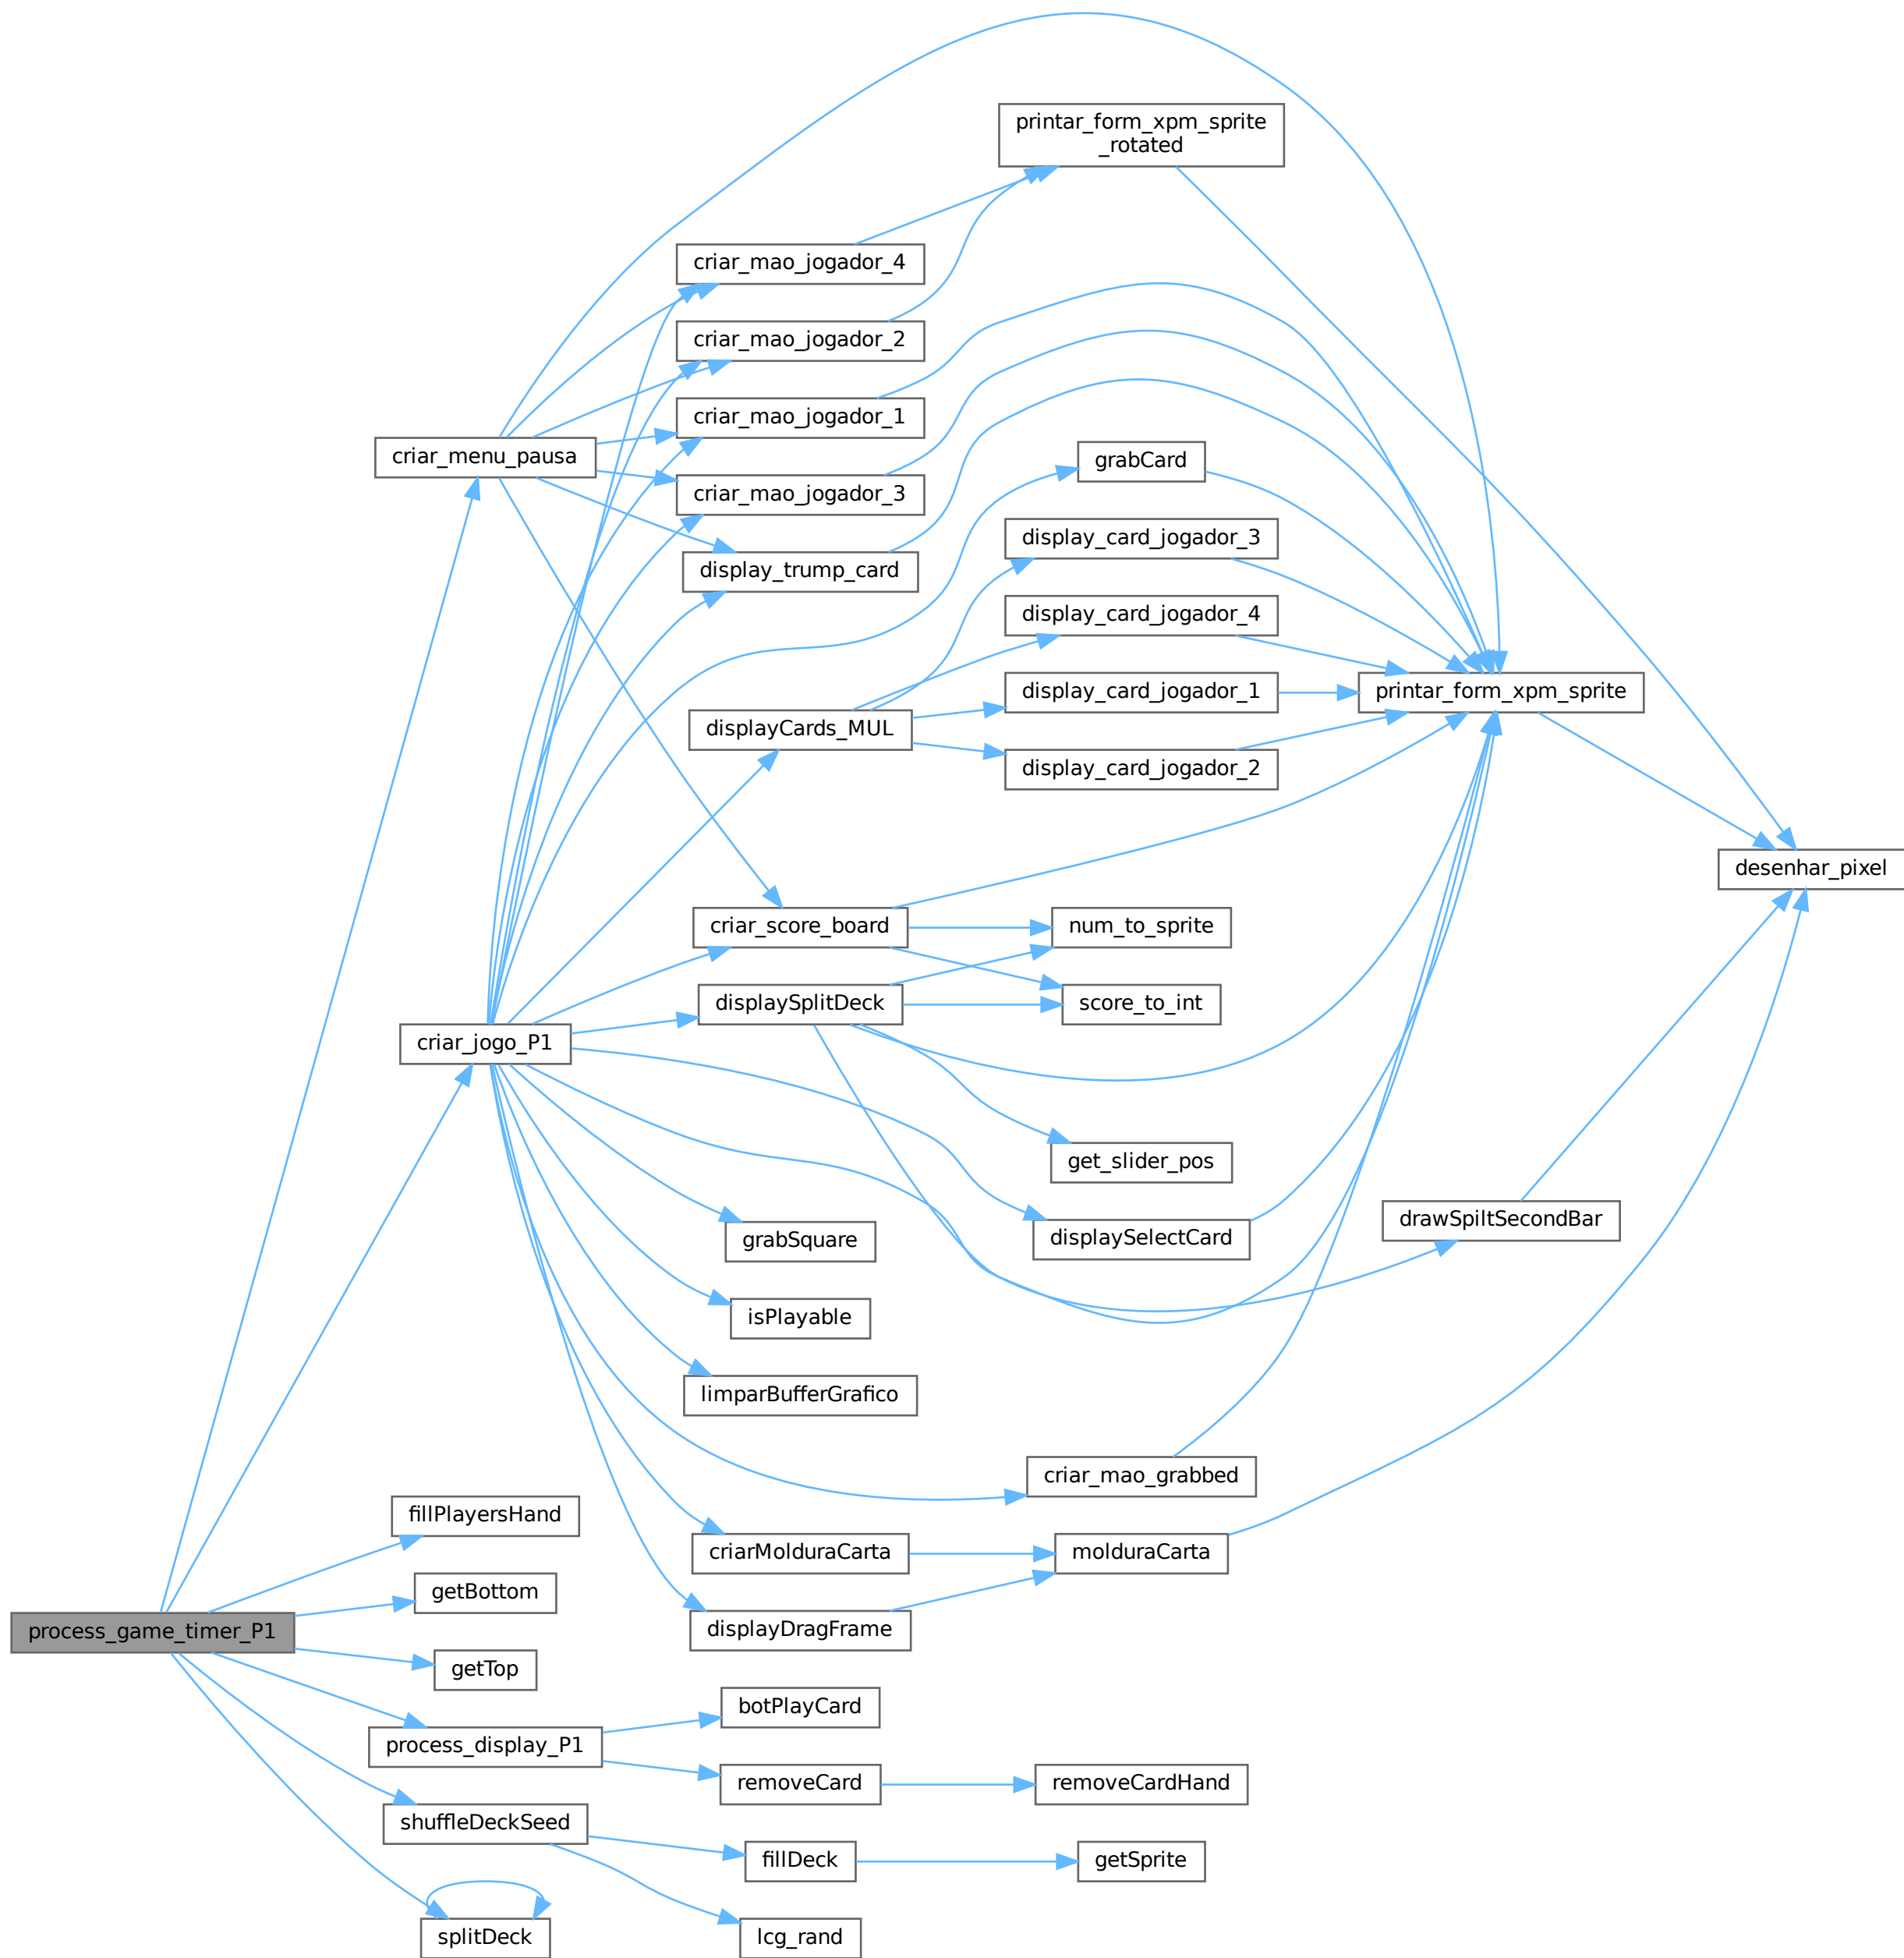 printar_form_xpm_sprite
_rotated
criar_mao_jogador_4
criar_mao_jogador_2
criar_mao_jogador_1
criar_menu_pausa
grabCard
criar_mao_jogador_3
display_card_jogador_3
display_trump_card
display_card_jogador_4
display_card_jogador_1
printar_form_xpm_sprite
displayCards_MUL
display_card_jogador_2
desenhar_pixel
criar_score_board
num_to_sprite
displaySplitDeck
score_to_int
criar_jogo_P1
get_slider_pos
drawSpiltSecondBar
displaySelectCard
grabSquare
isPlayable
limparBufferGrafico
criar_mao_grabbed
fillPlayersHand
criarMolduraCarta
molduraCarta
getBottom
process_game_timer_P1
displayDragFrame
getTop
botPlayCard
process_display_P1
removeCard
removeCardHand
shuffleDeckSeed
fillDeck
getSprite
splitDeck
lcg_rand